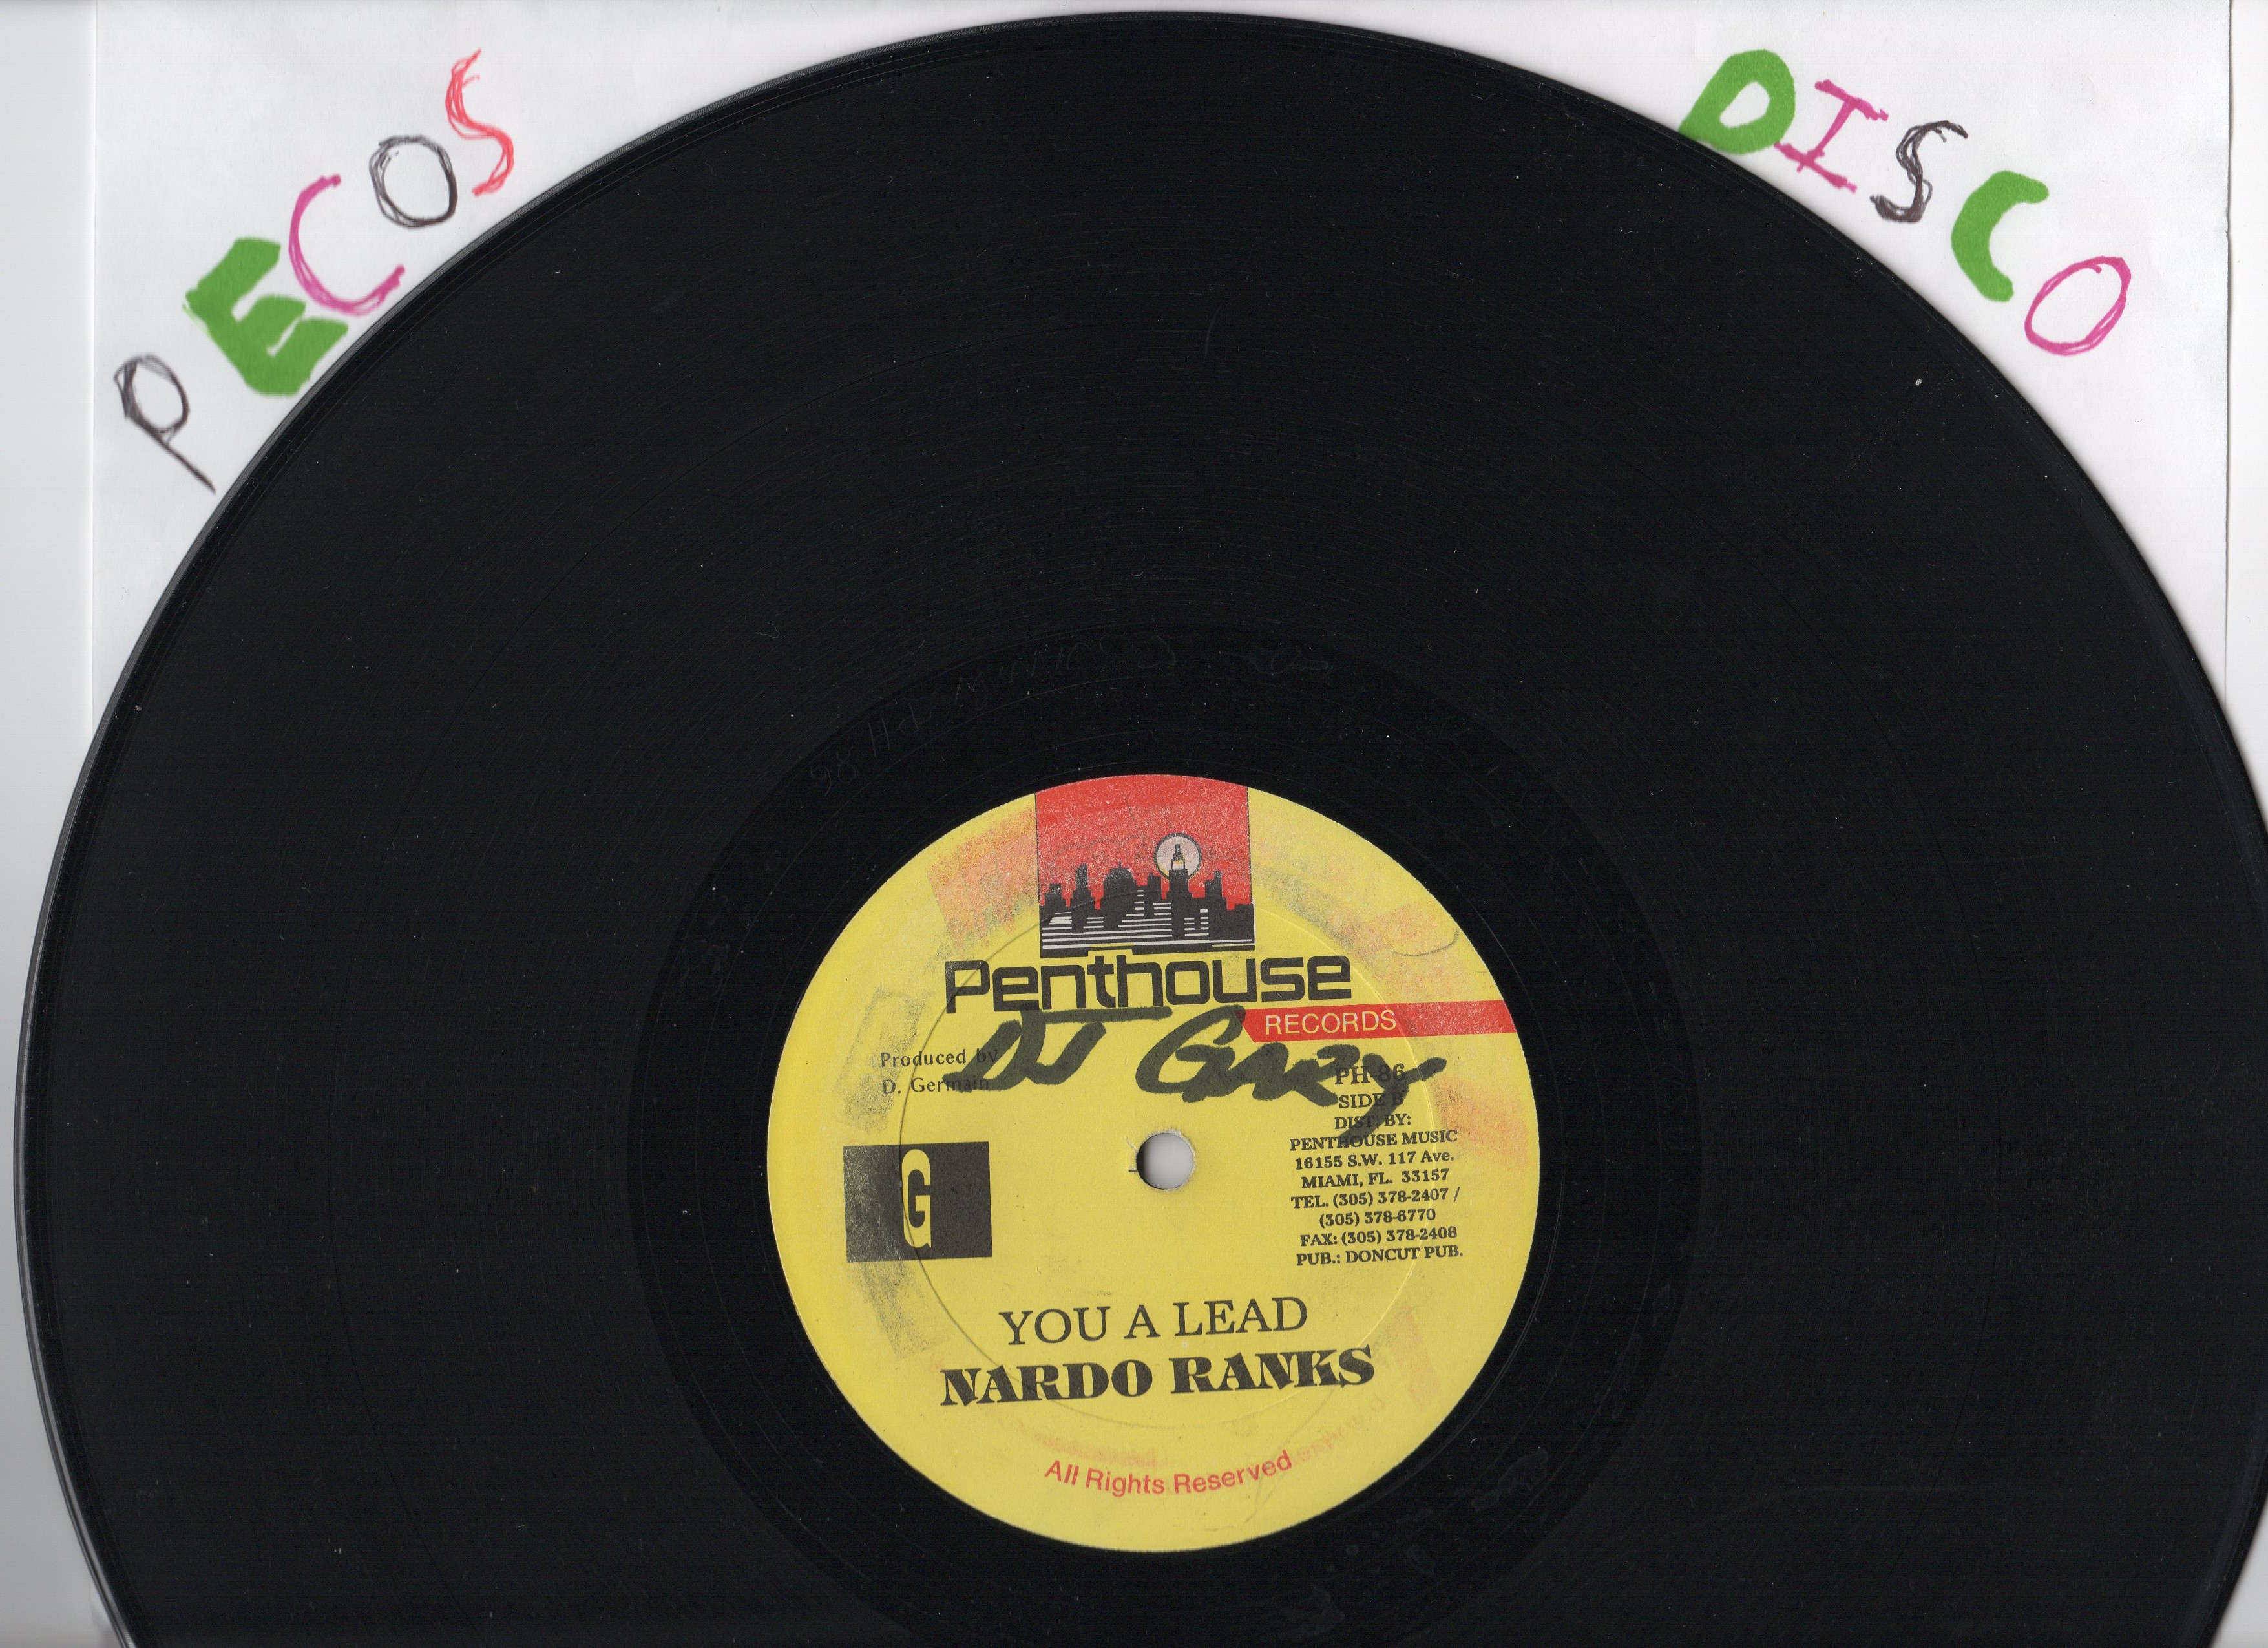 PECOS
DISCO
PH 86
Penthouse
RECORDS
DJ GARY
Produced by
D. Germain
PH-86
SIDE B
DIST. BY:
PENTHOUSE MUSIC
16155 S.W. 117 Ave.
MIAMI, FL. 33157
TEL. (305) 378-2407 /
(305) 378-6770
FAX: (305) 378-2408
PUB.: DONCUT PUB.
G
YOU A LEAD
NARDO RANKS
All Rights Reserved